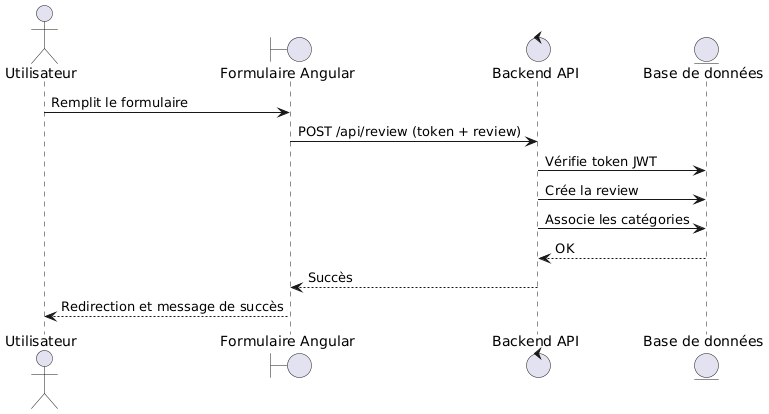 Utilisateur
Formulaire Angular
Backend API
Base de données
Remplit le formulaire
POST /api/review (token + review)
Vérifie token JWT
Crée la review
Associe les catégories
OK
Succès
Redirection et message de succès
Utilisateur
Formulaire Angular
Backend API
Base de données